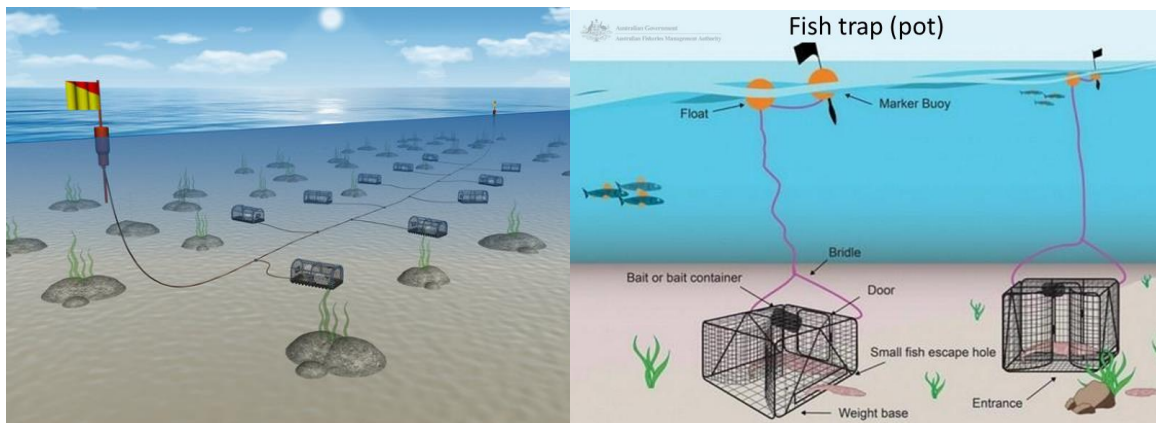 Australian Government
Australian Fisheries Management Authority
Fish trap (pot)
Float
Marker Buoy
Bridle
Bait or bait container
Door
Small fish escape hole
Entrance
Weight base